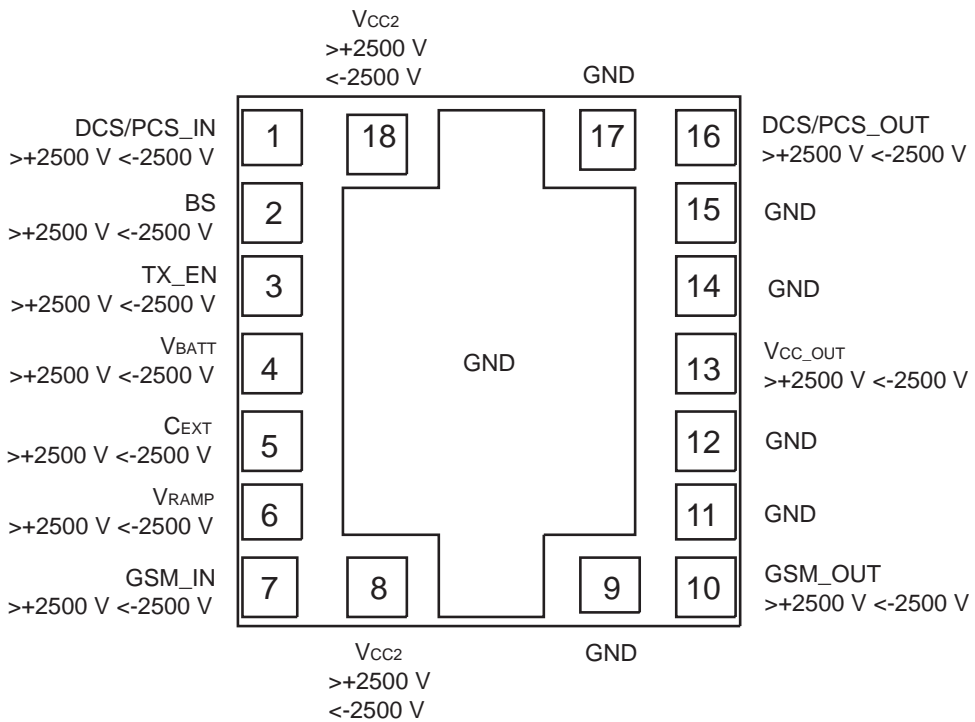 VCC2
>+2500 V
<-2500 V
GND
DCS/PCS_IN
>+2500 V <-2500 V
1
18
17
16
DCS/PCS_OUT
>+2500 V <-2500 V
BS
>+2500 V <-2500 V
2
15
GND
TX_EN
>+2500 V <-2500 V
3
14
GND
VBATT
>+2500 V <-2500 V
4
GND
13
VCC_OUT
>+2500 V <-2500 V
CEXT
>+2500 V <-2500 V
5
12
GND
VRAMP
>+2500 V <-2500 V
6
11
GND
GSM_IN
>+2500 V <-2500 V
7
8
9
10
GSM_OUT
>+2500 V <-2500 V
VCC2
>+2500 V
<-2500 V
GND